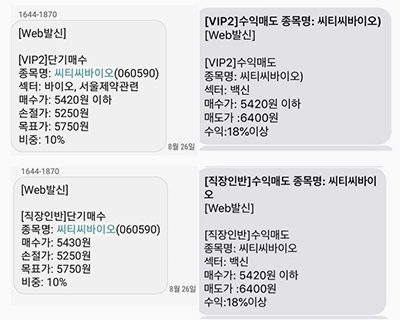 1644-1870
[Web발신]
[VIP2]단기매수
종목명: 씨티씨바이오(060590)
섹터: 바이오, 서울제약관련
매수가: 5420원 이하
손절가: 5250원
목표가: 5750원
비중: 10%
8월 26일
[VIP2]수익매도 종목명: 씨티씨바이오)
[Web발신]
[VIP2]수익매도
종목명: 씨티씨바이오)
섹터: 백신
매수가: 5420원 이하
매도가 :6400원
수익:18%이상
1644-1870
[Web발신]
[직장인반]단기매수
종목명: 씨티씨바이오(060590)
매수가: 5430원
손절가: 5250원
목표가: 5750원
비중: 10%
8월 26일
[직장인반]수익매도 종목명: 씨티씨바이
오
[Web발신]
[직장인반]수익매도
종목명: 씨티씨바이오
섹터: 백신
매수가: 5420원 이하
매도가 :6400원
수익:18%이상